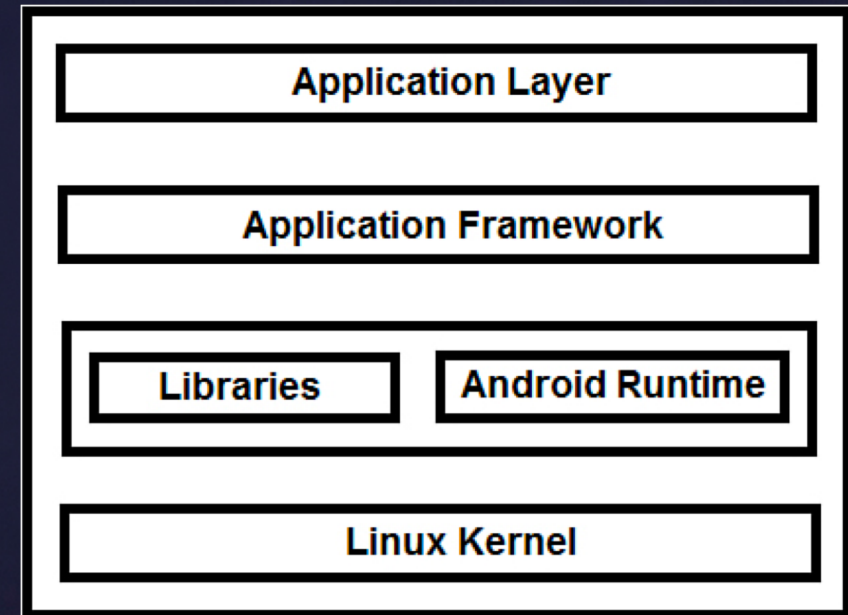 Application Layer
Application Framework
Libraries
Android Runtime
Linux Kernel